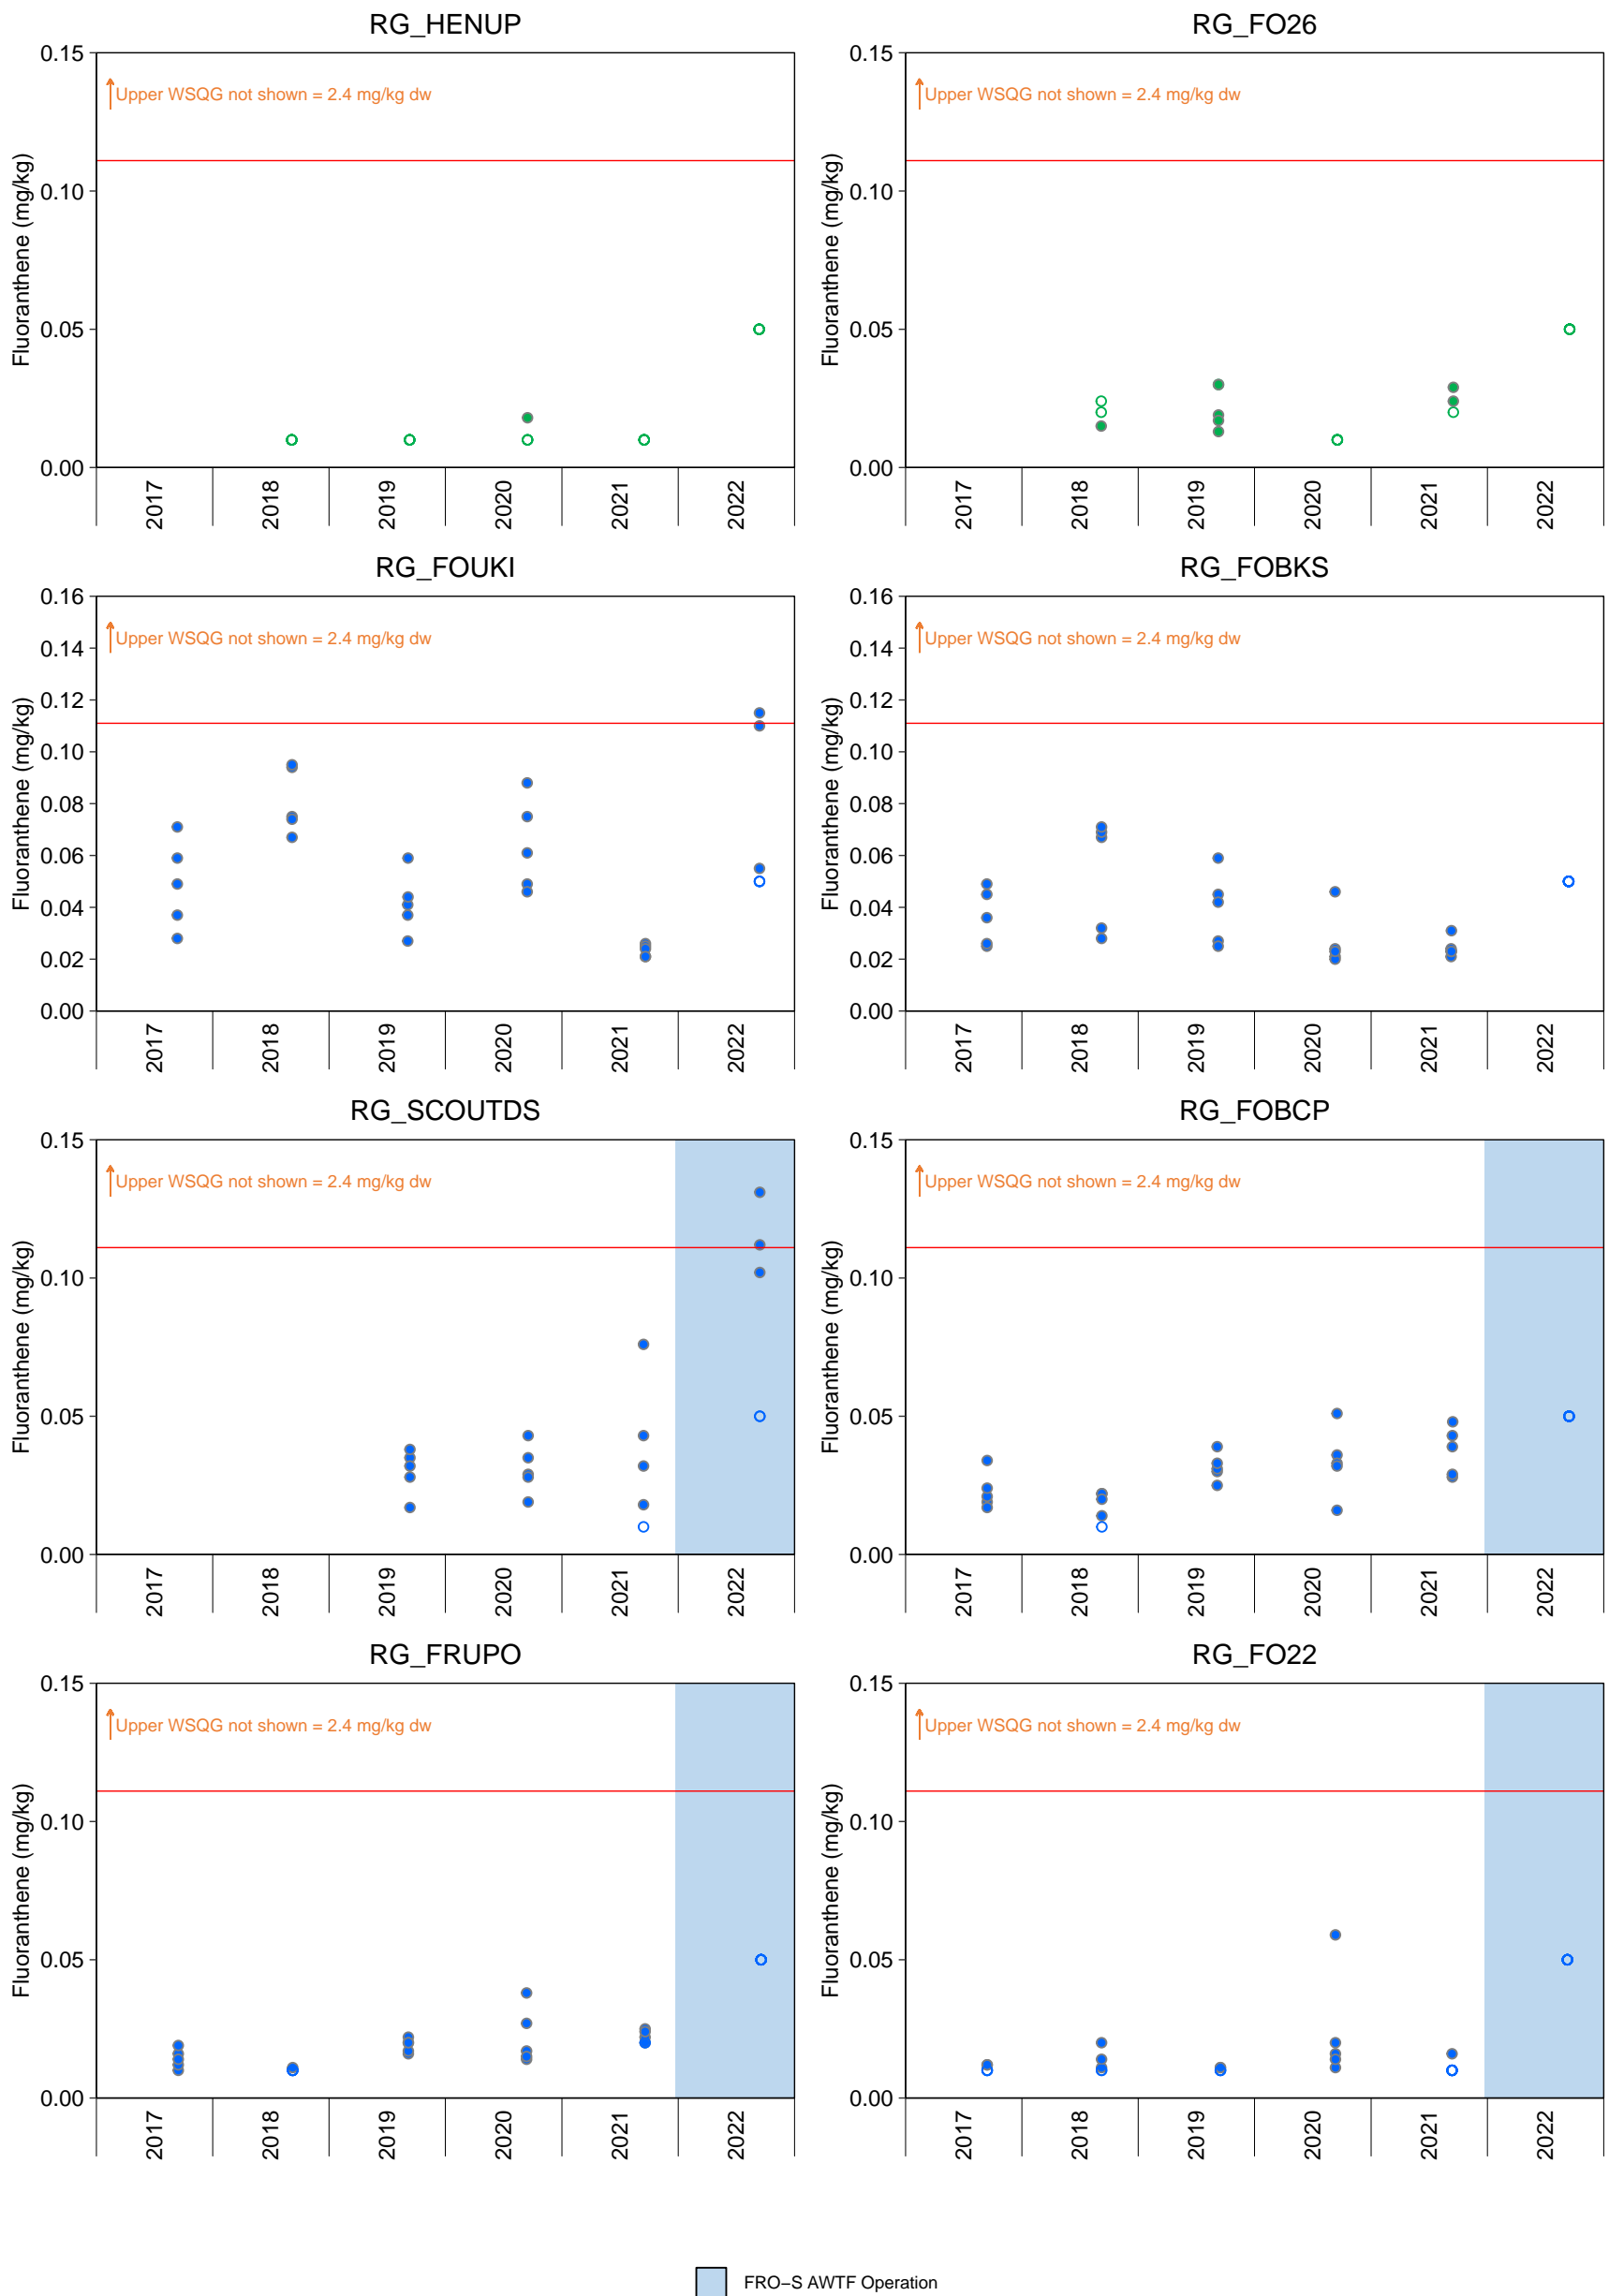 RG_HENUP
Fluoranthene (mg/kg)
0.15
0.10
0.05
0.00
Upper WSQG not shown = 2.4 mg/kg dw
2017 2018 2019 2020 2021 2022
RG_FO26
Fluoranthene (mg/kg)
0.15
0.10
0.05
0.00
Upper WSQG not shown = 2.4 mg/kg dw
2017 2018 2019 2020 2021 2022
RG_FOUKI
Fluoranthene (mg/kg)
0.16
0.14
0.12
0.10
0.08
0.06
0.04
0.02
0.00
Upper WSQG not shown = 2.4 mg/kg dw
2017 2018 2019 2020 2021 2022
RG_FOBKS
Fluoranthene (mg/kg)
0.16
0.14
0.12
0.10
0.08
0.06
0.04
0.02
0.00
Upper WSQG not shown = 2.4 mg/kg dw
2017 2018 2019 2020 2021 2022
RG_SCOUTDS
Fluoranthene (mg/kg)
0.15
0.10
0.05
0.00
Upper WSQG not shown = 2.4 mg/kg dw
2017 2018 2019 2020 2021 2022
RG_FOBCP
Fluoranthene (mg/kg)
0.15
0.10
0.05
0.00
Upper WSQG not shown = 2.4 mg/kg dw
2017 2018 2019 2020 2021 2022
RG_FRUPO
Fluoranthene (mg/kg)
0.15
0.10
0.05
0.00
Upper WSQG not shown = 2.4 mg/kg dw
2017 2018 2019 2020 2021 2022
RG_FO22
Fluoranthene (mg/kg)
0.15
0.10
0.05
0.00
Upper WSQG not shown = 2.4 mg/kg dw
2017 2018 2019 2020 2021 2022
FRO−S AWTF Operation